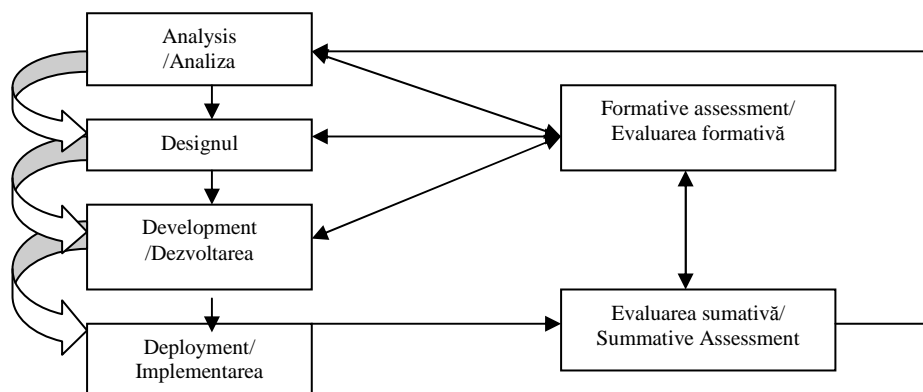 Analysis
/Analiza
Designul
Development
/Dezvoltarea
Deployment/
Implementarea
Formative assessment/
Evaluarea formativă
Evaluarea sumativă/
Summative Assessment